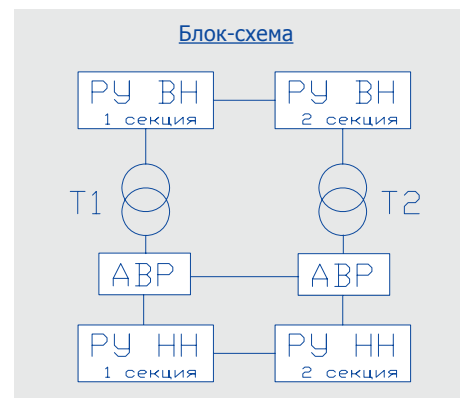 Блок-схема
РУ ВН РУ ВН
1 секция 2 секция
Т1 Т2
АВР АВР
РУ НН РУ НН
1 секция 2 секция